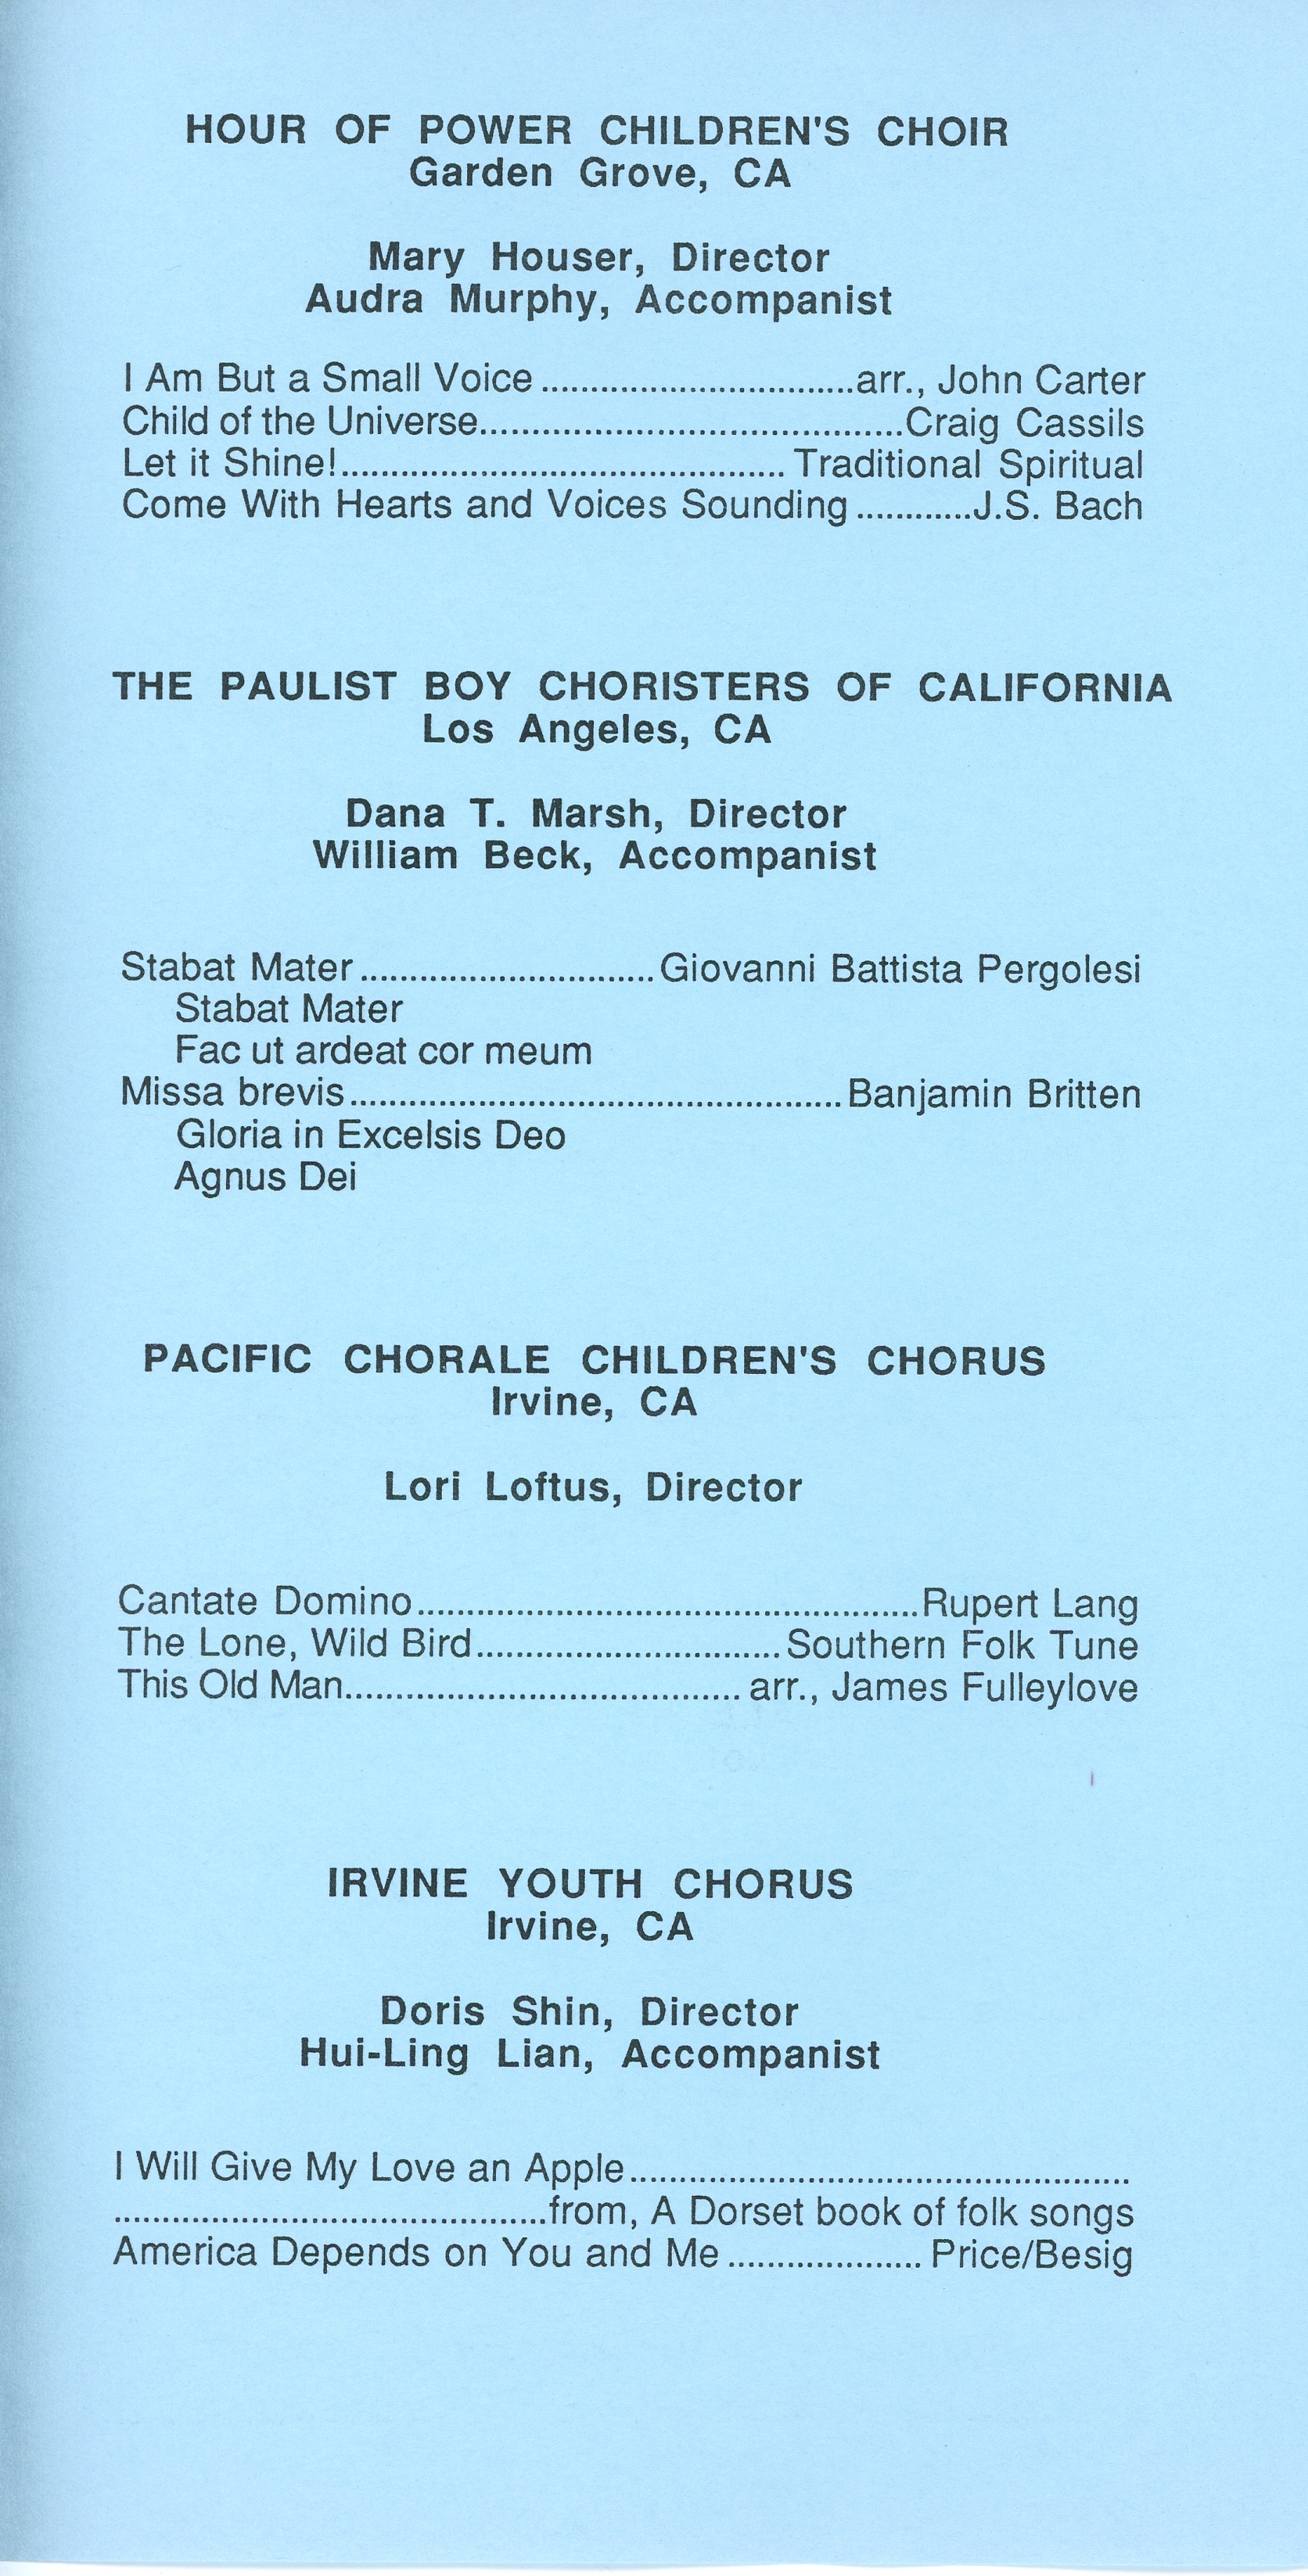 HOUR OF POWER CHILDREN'S CHOIR
Garden Grove, CA
Mary Houser, Director
Audra Murphy, Accompanist
I Am But a Small Voice................................arr., John Carter
Child of the Universe...........................................Craig Cassils
Let it Shine!............................................. Traditional Spiritual
Come With Hearts and Voices Sounding............J.S. Bach
THE PAULIST BOY CHORISTERS OF CALIFORNIA
Los Angeles, CA
Dana T. Marsh, Director
William Beck, Accompanist
Stabat Mater..............................Giovanni Battista Pergolesi
Stabat Mater
Fac ut ardeat cor meum
Missa brevis..................................................Banjamin Britten
Gloria in Excelsis Deo
Agnus Dei
PACIFIC CHORALE CHILDREN'S CHORUS
Irvine, CA
Lori Loftus, Director
Cantate Domino...................................................Rupert Lang
The Lone, Wild Bird...............................Southern Folk Tune
This Old Man........................................ arr., James Fulleylove
IRVINE YOUTH CHORUS
Irvine, CA
Doris Shin, Director
Hui-Ling Lian, Accompanist
I Will Give My Love an Apple...................................................
............................................from, A Dorset book of folk songs
America Depends on You and Me.................... Price/Besig